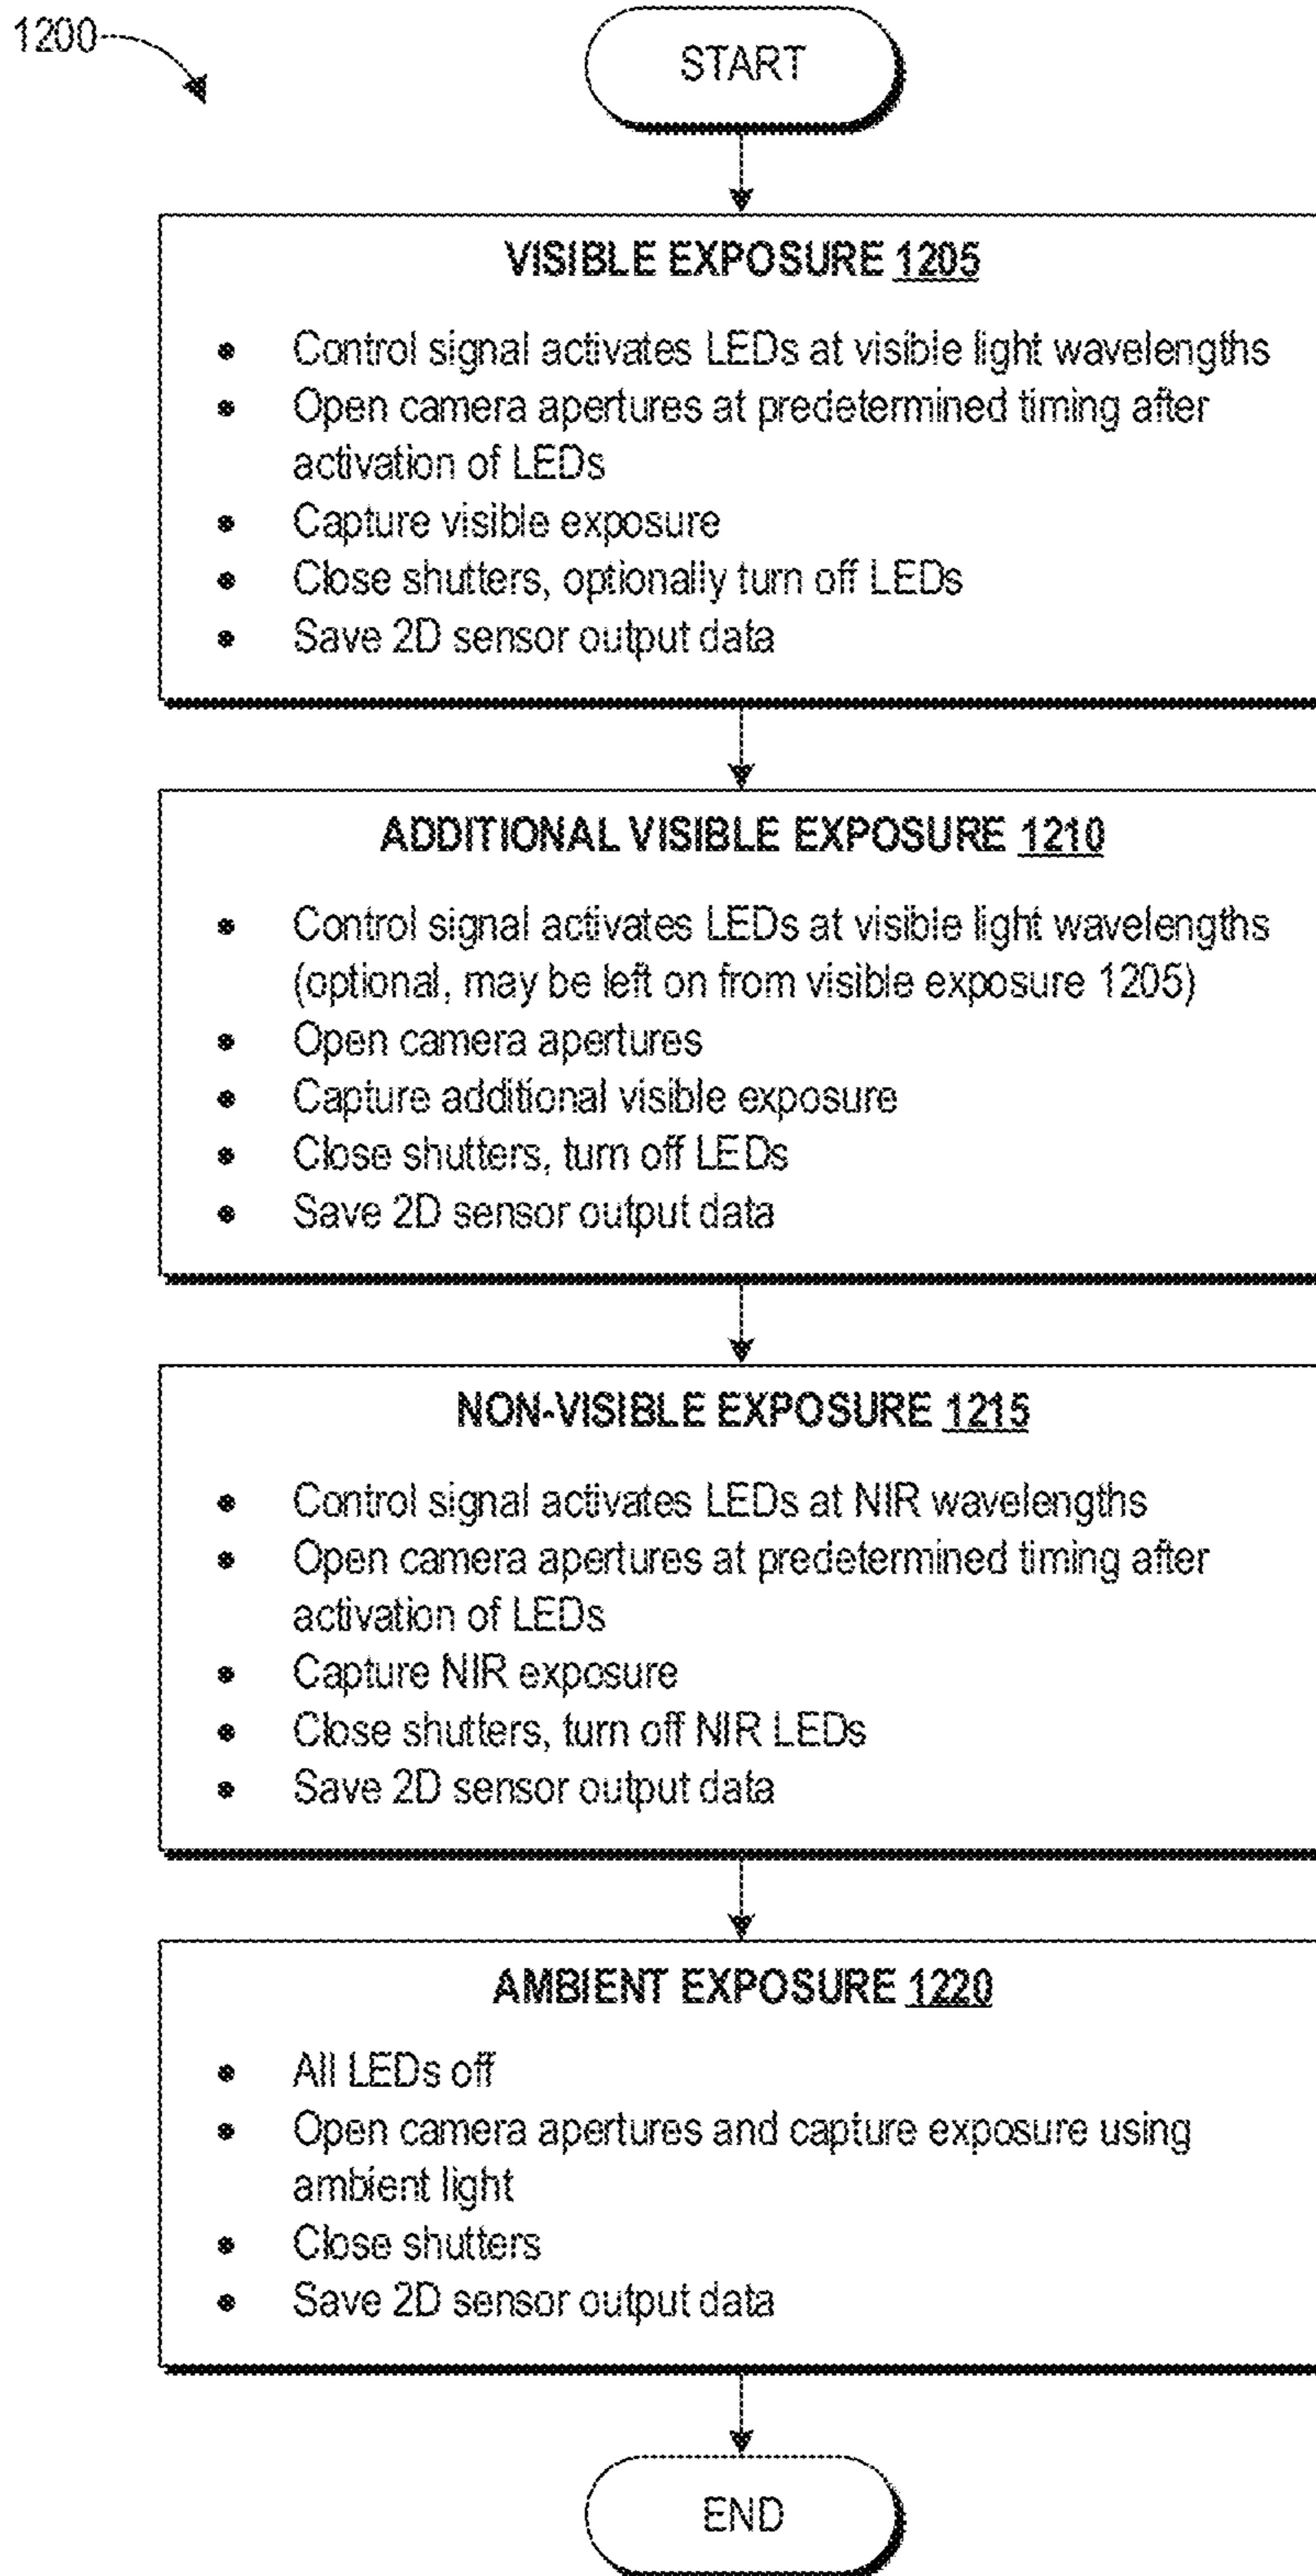 1200
START
VISIBLE EXPOSURE 1205
• Control signal activates LEDs at visible light wavelengths
• Open camera apertures at predetermined timing after
activation of LEDs
• Capture visible exposure
• Close shutters, optionally turn off LEDs
• Save 2D sensor output data
ADDITIONAL VISIBLE EXPOSURE 1210
• Control signal activates LEDs at visible light wavelengths
(optional, may be left on from visible exposure 1205)
• Open camera apertures
• Capture additional visible exposure
• Close shutters, turn off LEDs
• Save 2D sensor output data
NON-VISIBLE EXPOSURE 1215
• Control signal activates LEDs at NIR wavelengths
• Open camera apertures at predetermined timing after
activation of LEDs
• Capture NIR exposure
• Close shutters, turn off NIR LEDs
• Save 2D sensor output data
AMBIENT EXPOSURE 1220
• All LEDs off
• Open camera apertures and capture exposure using
ambient light
• Close shutters
• Save 2D sensor output data
END